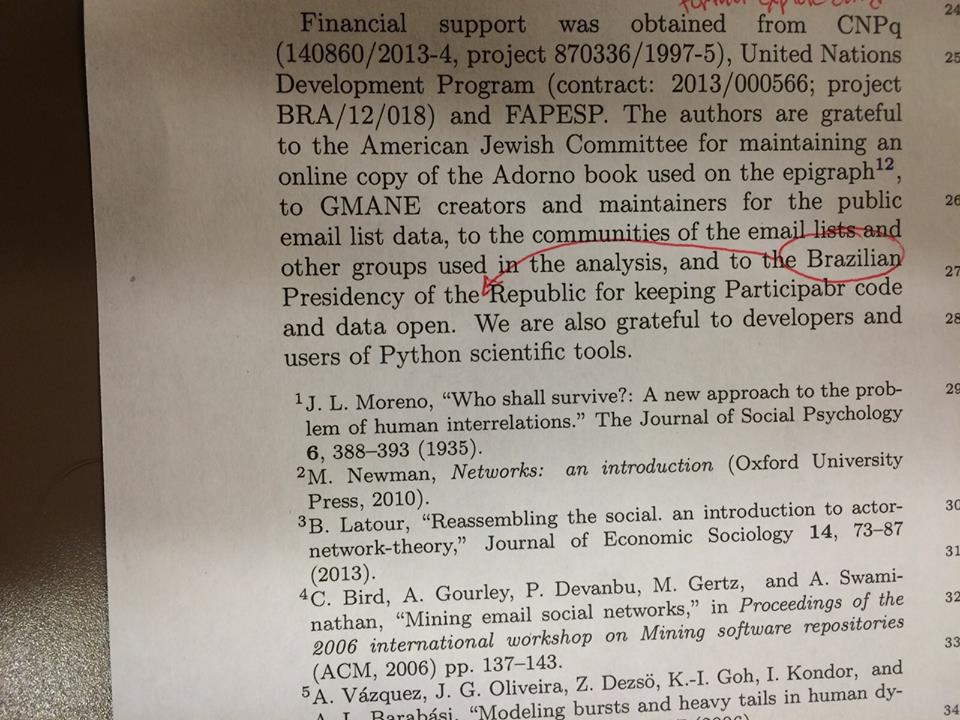 24
Financial support was obtained from CNPq
(140860/2013-4, project 870336/1997-5), United Nations
25
Development Program (contract: 2013/000566; project
BRA/12/018) and FAPESP. The authors are grateful
to the American Jewish Committee for maintaining an
online copy of the Adorno book used on the epigraph12,
to GMANE creators and maintainers for the public
26
email list data, to the communities of the email lists and
other groups used in the analysis, and to the Brazilian
27
Presidency of the Republic for keeping Participabr code
and data open. We are also grateful to developers and
28
users of Python scientific tools.
1J. L. Moreno, “Who shall survive?: A new approach to the prob-
29
lem of human interrelations.” The Journal of Social Psychology
6, 388–393 (1935).
2M. Newman, Networks: an introduction (Oxford University
Press, 2010).
3B. Latour, “Reassembling the social. an introduction to actor-
30
network-theory,” Journal of Economic Sociology 14, 73–87
31
(2013).
4C. Bird, A. Gourley, P. Devanbu, M. Gertz, and A. Swami-
32
nathan, “Mining email social networks,” in Proceedings of the
2006 international workshop on Mining software repositories
33
(ACM, 2006) pp. 137–143.
5A. Vázquez, J. G. Oliveira, Z. Dezsö, K.-I. Goh, I. Kondor, and
34
A. L. Barabási, “Modeling bursts and heavy tails in human dy-